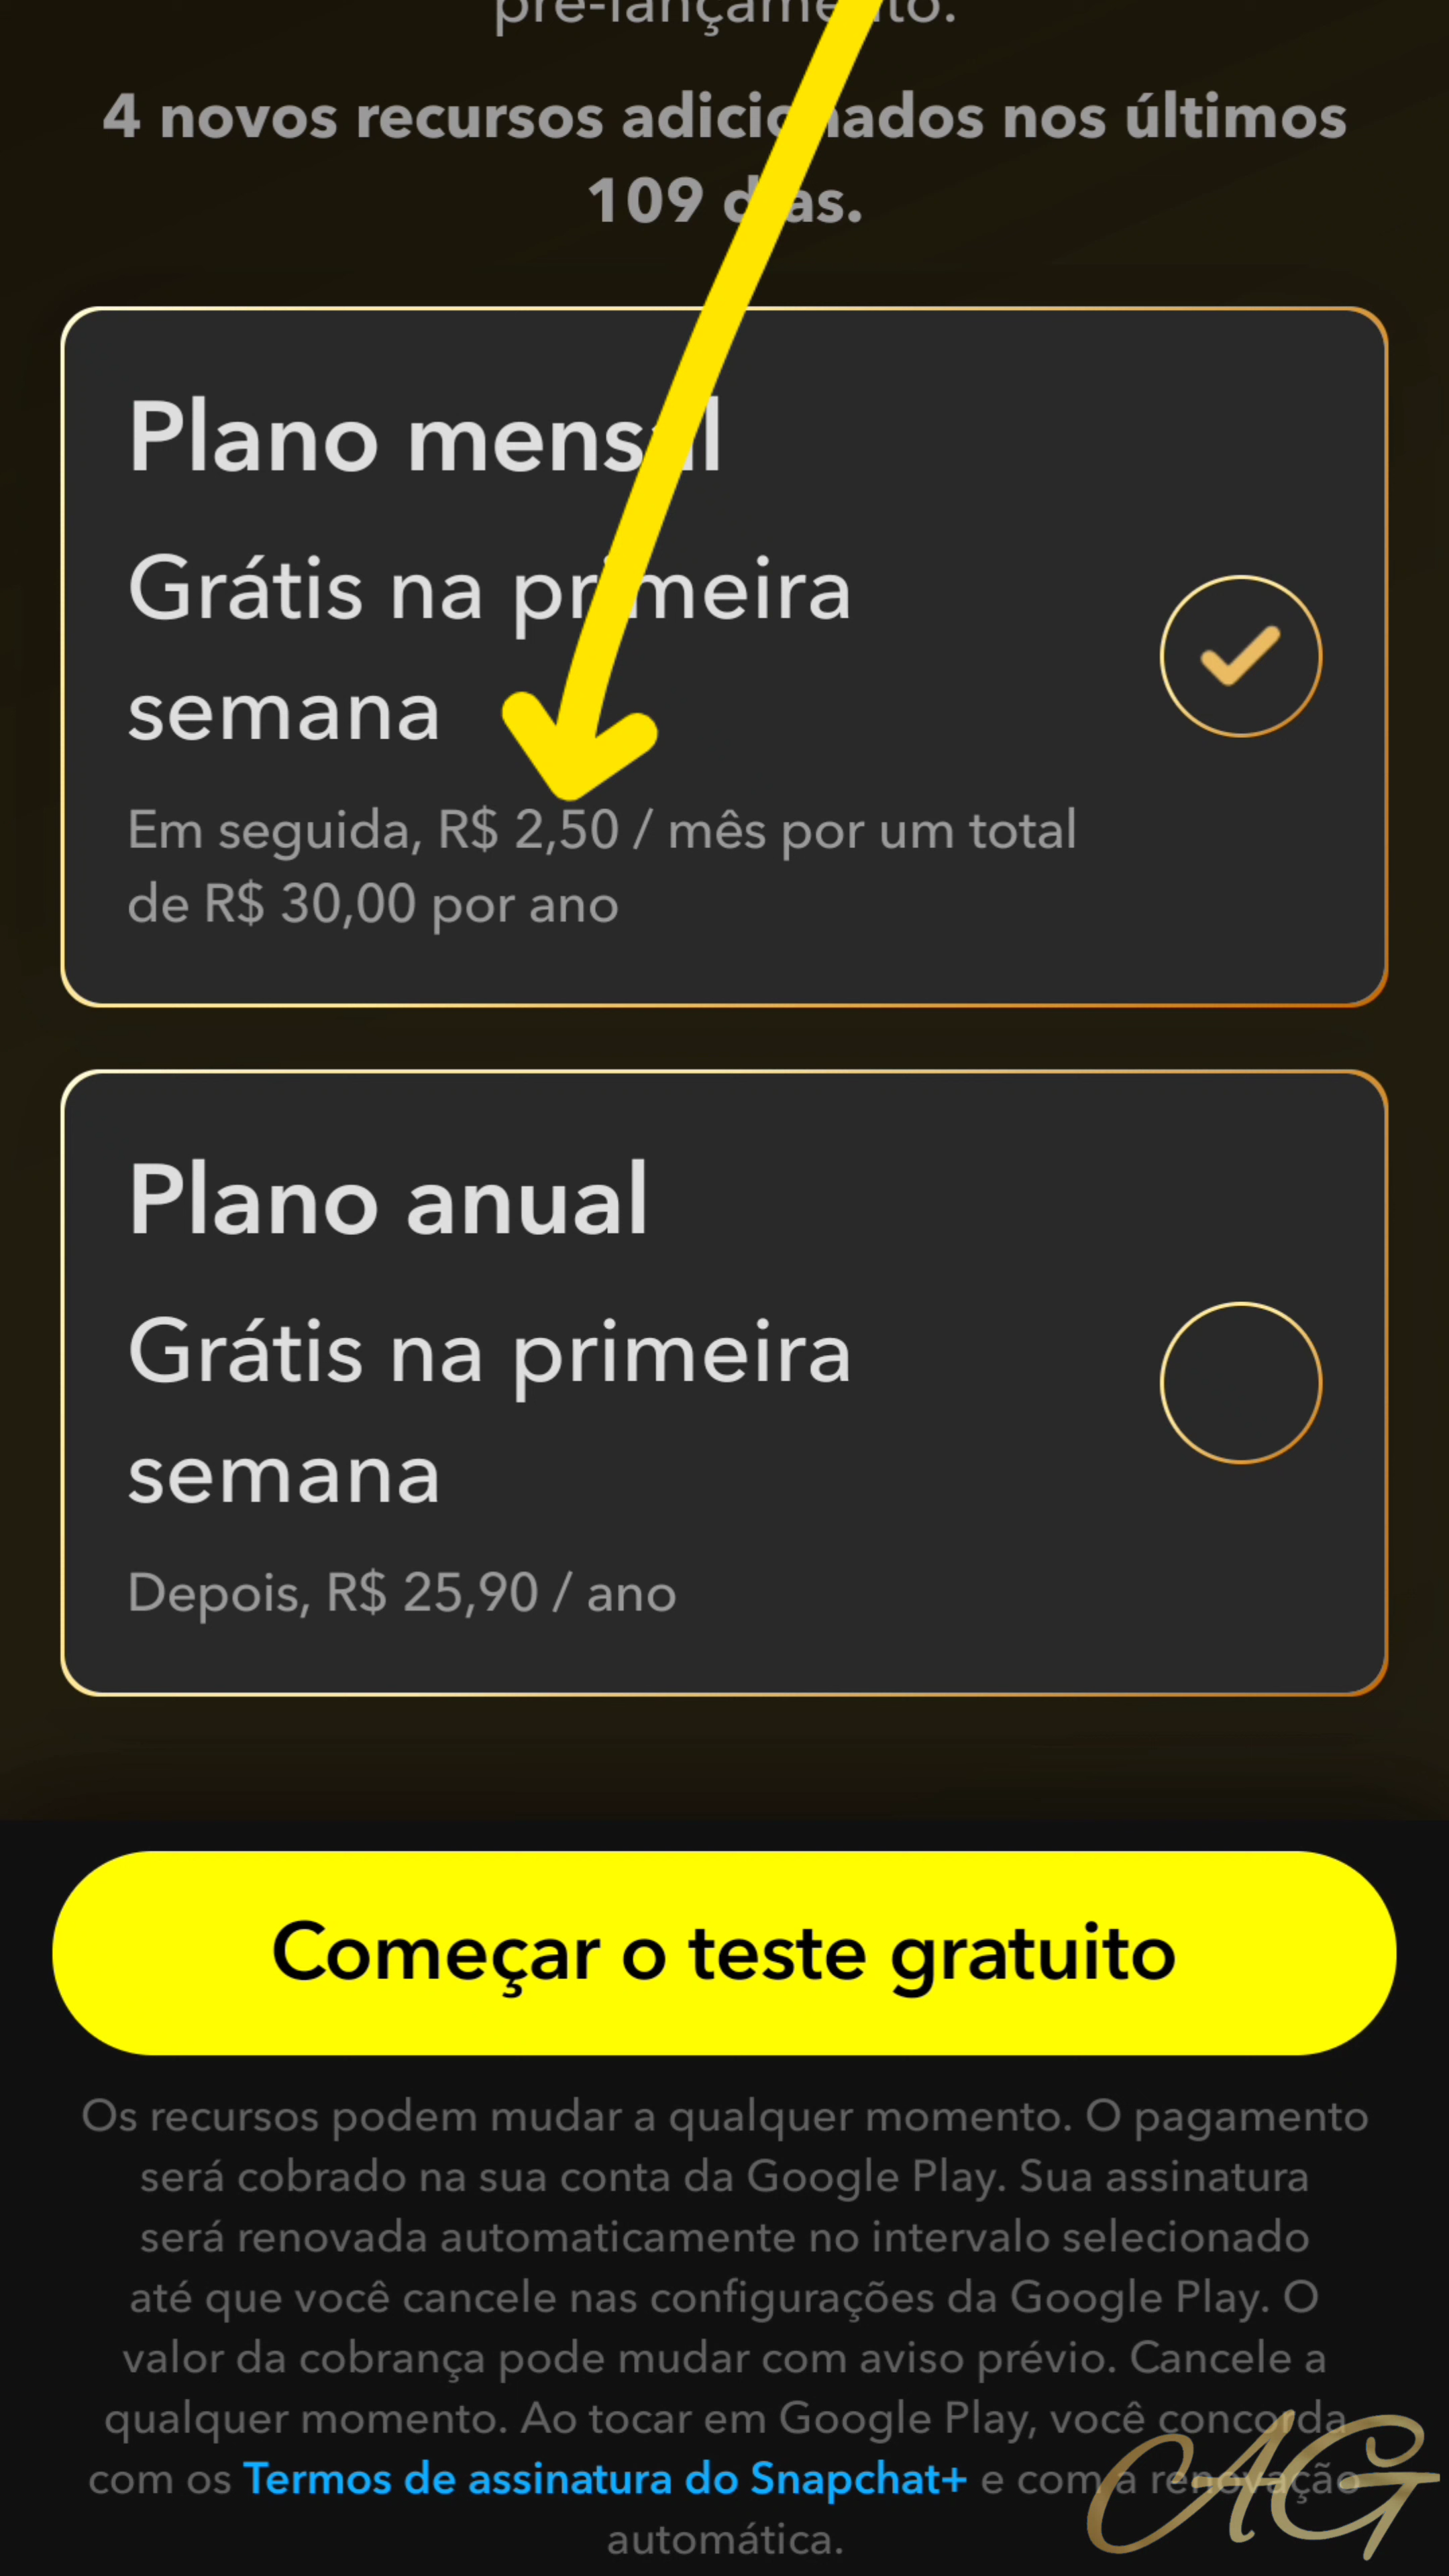 pré-lançamento.
4 novos recursos adicionados nos últimos
109 dias.
Plano mensal
Grátis na primeira
semana
Em seguida, R$ 2,50 / mês por um total
de R$ 30,00 por ano
Plano anual
Grátis na primeira
semana
Depois, R$ 25,90 / ano
Começar o teste gratuito
Os recursos podem mudar a qualquer momento. O pagamento
será cobrado na sua conta da Google Play. Sua assinatura
será renovada automaticamente no intervalo selecionado
até que você cancele nas configurações da Google Play. O
valor da cobrança pode mudar com aviso prévio. Cancele a
qualquer momento. Ao tocar em Google Play, você concorda
com os Termos de assinatura do Snapchat+ e com a renovação
automática.
AG